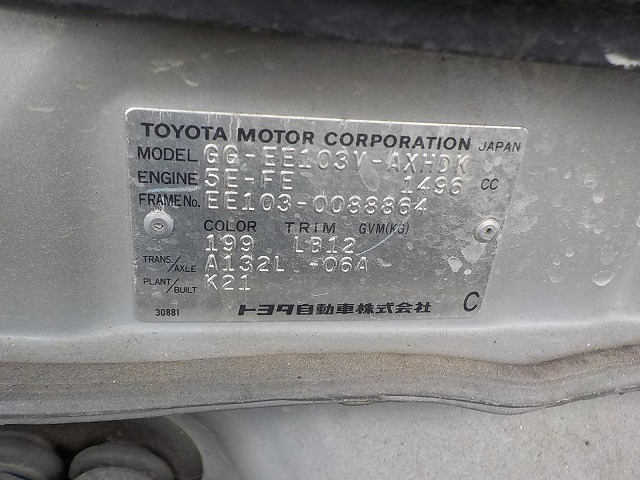 TOYOTA MOTOR CORPORATION JAPAN
MODEL GG-EE103V-AXHDK
ENGINE 5E-FE 1496 CC
FRAME No. EE103-0088864
COLOR TRIM GVM(KG)
199 LB12
TRANS./AXLE A132L -06A
PLANT/BUILT K21
30881 トヨタ自動車株式会社 C